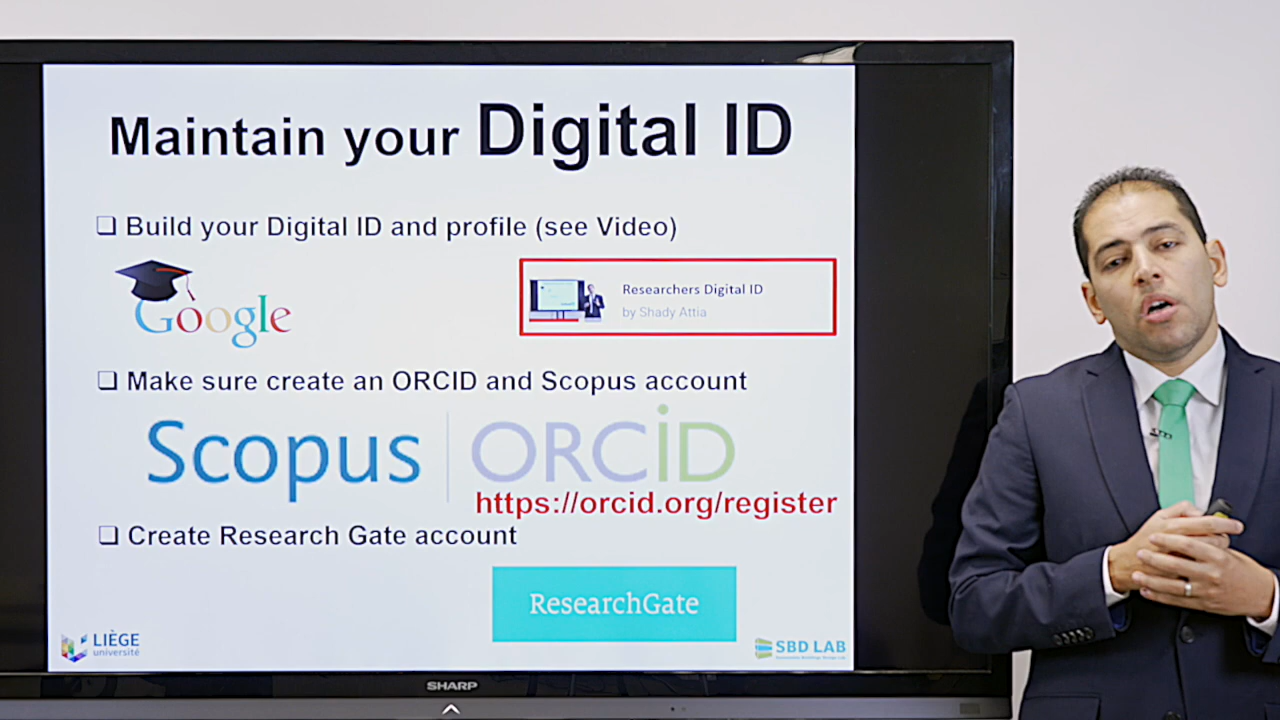 Maintain your Digital ID
❑ Build your Digital ID and profile (see Video)
Google
Researchers Digital ID
by Shady Attia
❑ Make sure create an ORCID and Scopus account
Scopus
ORCiD
https://orcid.org/register
❑ Create Research Gate account
ResearchGate
LIÈGE
université
SBD LAB
SHARP